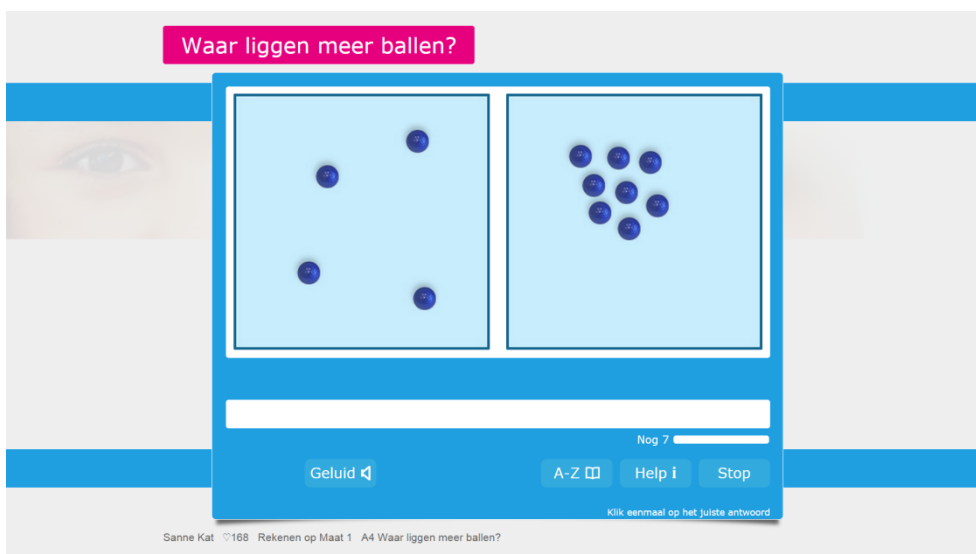 Waar liggen meer ballen?
Nog 7
Geluid
A-Z
Help i
Stop
Klik eenmaal op het juiste antwoord
Sanne Kat ♡168 Rekenen op Maat 1 A4 Waar liggen meer ballen?